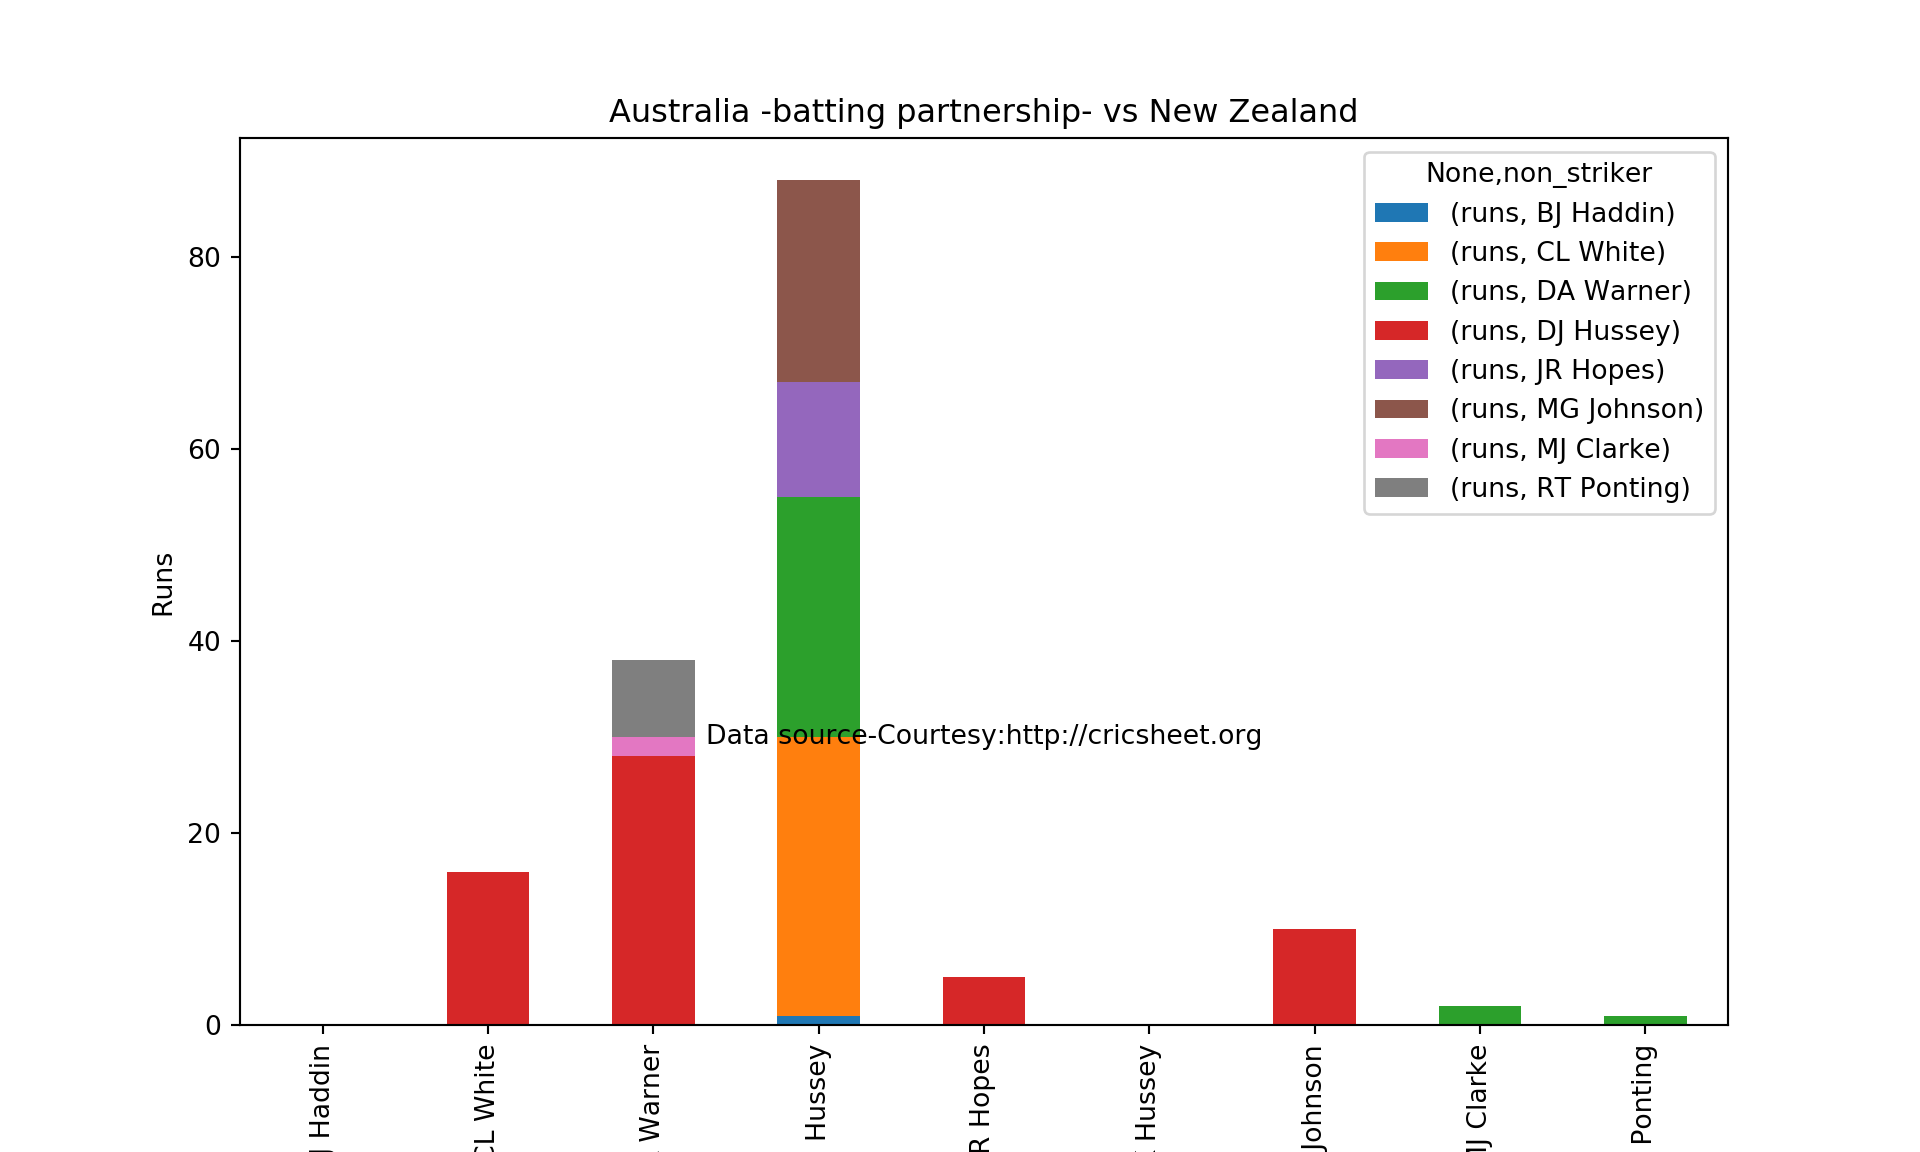 Australia -batting partnership- vs New Zealand
None,non_striker
(runs, BJ Haddin)
(runs, CL White)
(runs, DA Warner)
(runs, DJ Hussey)
(runs, JR Hopes)
(runs, MG Johnson)
(runs, MJ Clarke)
(runs, RT Ponting)
Runs
80
60
40
20
0
Data source-Courtesy:http://cricsheet.org
Haddin
CL White
Warner
Hussey
R Hopes
Hussey
Johnson
MJ Clarke
Ponting